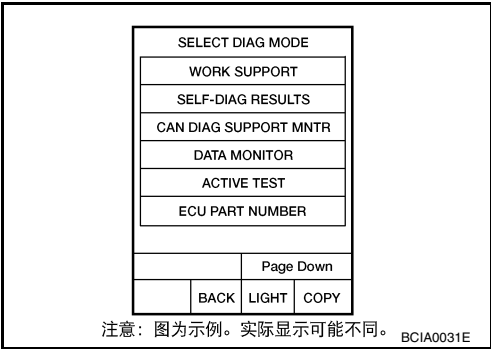 SELECT DIAG MODE
WORK SUPPORT
SELF-DIAG RESULTS
CAN DIAG SUPPORT MNTR
DATA MONITOR
ACTIVE TEST
ECU PART NUMBER
Page Down
BACK LIGHT COPY
注意：图为示例。实际显示可能不同。
BCIA0031E